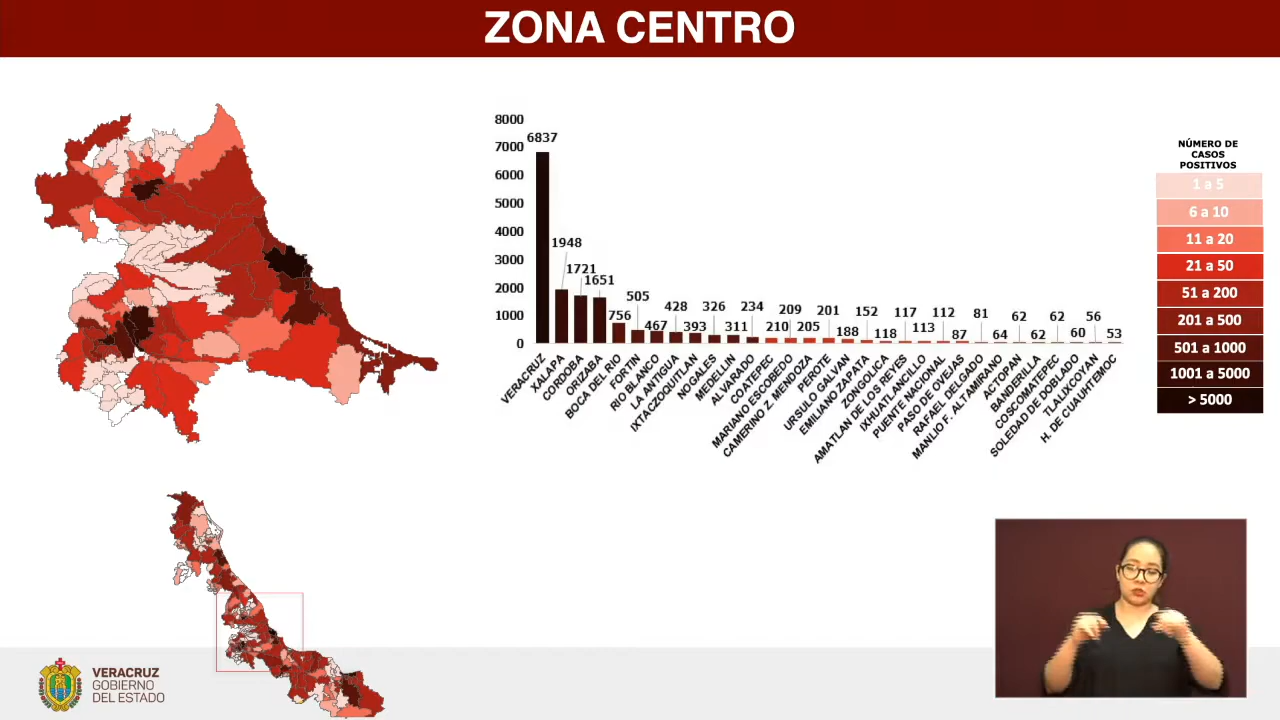 ZONA CENTRO
8000
7000
6000
5000
4000
3000
2000
1000
0
6837
1948
1721
1651
756
505
467
428
393
326
311
234
210
209
205
201
188
152
118
117
113
112
87
81
64
62
62
62
60
56
53
VERACRUZ
XALAPA
CORDOBA
ORIZABA
BOCA DEL RIO
FORTIN
RIO BLANCO
LA ANTIGUA
IXTACZOQUITLAN
NOGALES
MEDELLIN
ALVARADO
COATEPEC
MARIANO ESCOBEDO
CAMERINO Z. MENDOZA
PEROTE
URSULO GALVAN
EMILIANO ZAPATA
ZONGOLICA
AMATLAN DE LOS REYES
IXHUATLANCILLO
PUENTE NACIONAL
PASO DE OVEJAS
RAFAEL DELGADO
MANLIO F. ALTAMIRANO
ACTOPAN
BANDERILLA
COSCOMATEPEC
SOLEDAD DE DOBLADO
TLALIXCOYAN
H. DE CUAUHTEMOC
NÚMERO DE
CASOS
POSITIVOS
1 a 5
6 a 10
11 a 20
21 a 50
51 a 200
201 a 500
501 a 1000
1001 a 5000
> 5000
VERACRUZ
GOBIERNO
DEL ESTADO